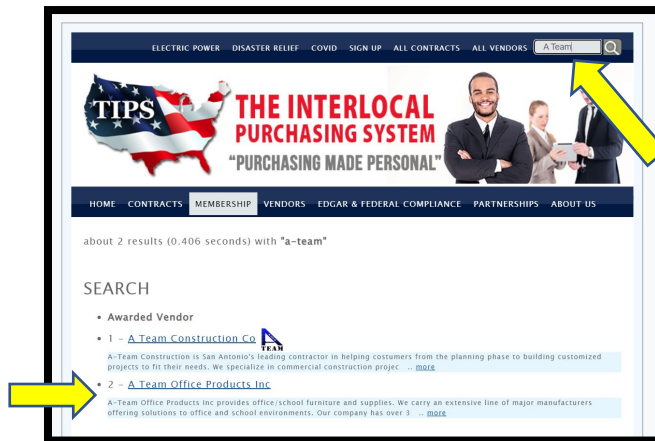 ELECTRIC POWER DISASTER RELIEF COVID SIGN UP ALL CONTRACTS ALL VENDORS A Team
TIPS
THE INTERLOCAL
PURCHASING SYSTEM
"PURCHASING MADE PERSONAL"
HOME CONTRACTS MEMBERSHIP VENDORS EDGAR & FEDERAL COMPLIANCE PARTNERSHIPS ABOUT US
about 2 results (0.406 seconds) with "a-team"
SEARCH
• Awarded Vendor
• 1 – A Team Construction Co
TEAM
A-Team Construction is San Antonio's leading contractor in helping costumers from the planning phase to building customized
projects to fit their needs. We specialize in commercial construction projec .. more
• 2 – A Team Office Products Inc
A-Team Office Products Inc provides office/school furniture and supplies. We carry an extensive line of major manufacturers
offering solutions to office and school environments. Our company has over 3 .. more